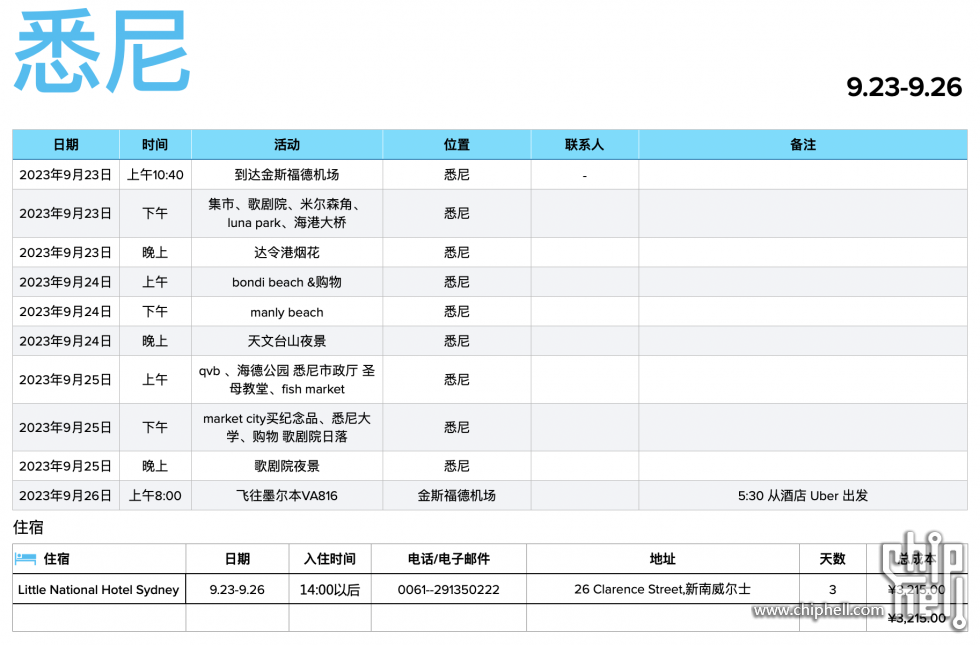 悉尼
9.23-9.26
日期 时间 活动 位置 联系人 备注
2023年9月23日 上午10:40 到达金斯福德机场 悉尼 -
2023年9月23日 下午 集市、歌剧院、米尔森角、 悉尼
luna park、海港大桥
2023年9月23日 晚上 达令港烟花 悉尼
2023年9月24日 上午 bondi beach &购物 悉尼
2023年9月24日 下午 manly beach 悉尼
2023年9月24日 晚上 天文台山夜景 悉尼
2023年9月25日 上午 qvb 、海德公园 悉尼市政厅 圣 悉尼
母教堂、fish market
2023年9月25日 下午 market city买纪念品、悉尼大 悉尼
学、购物 歌剧院日落
2023年9月25日 晚上 歌剧院夜景 悉尼
2023年9月26日 上午8:00 飞往墨尔本VA816 金斯福德机场 5:30 从酒店 Uber 出发
住宿
住宿 日期 入住时间 电话/电子邮件 地址 天数 总成本
Little National Hotel Sydney 9.23-9.26 14:00以后 0061--291350222 26 Clarence Street,新南威尔士 3 ¥3,215.00
¥3,215.00
www.chiphell.com
chip
hell